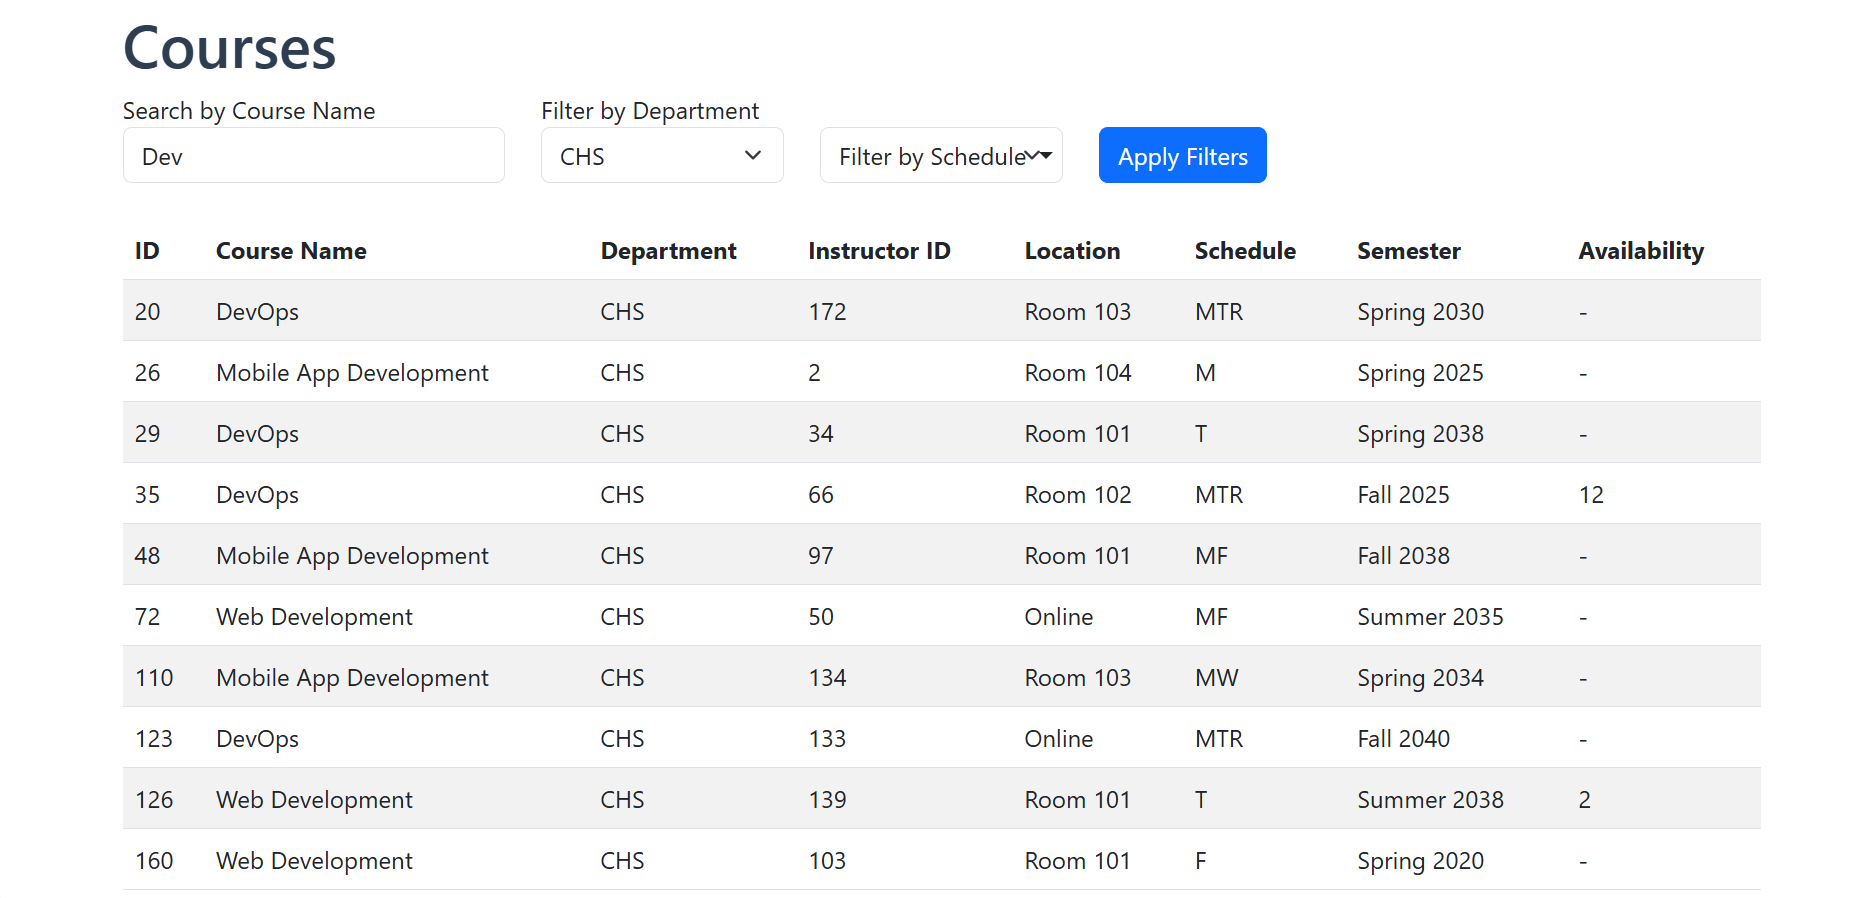 Courses
Search by Course Name Filter by Department
Dev CHS Filter by Schedule Apply Filters
ID Course Name Department Instructor ID Location Schedule Semester Availability
20 DevOps CHS 172 Room 103 MTR Spring 2030 -
26 Mobile App Development CHS 2 Room 104 M Spring 2025 -
29 DevOps CHS 34 Room 101 T Spring 2038 -
35 DevOps CHS 66 Room 102 MTR Fall 2025 12
48 Mobile App Development CHS 97 Room 101 MF Fall 2038 -
72 Web Development CHS 50 Online MF Summer 2035 -
110 Mobile App Development CHS 134 Room 103 MW Spring 2034 -
123 DevOps CHS 133 Online MTR Fall 2040 -
126 Web Development CHS 139 Room 101 T Summer 2038 2
160 Web Development CHS 103 Room 101 F Spring 2020 -